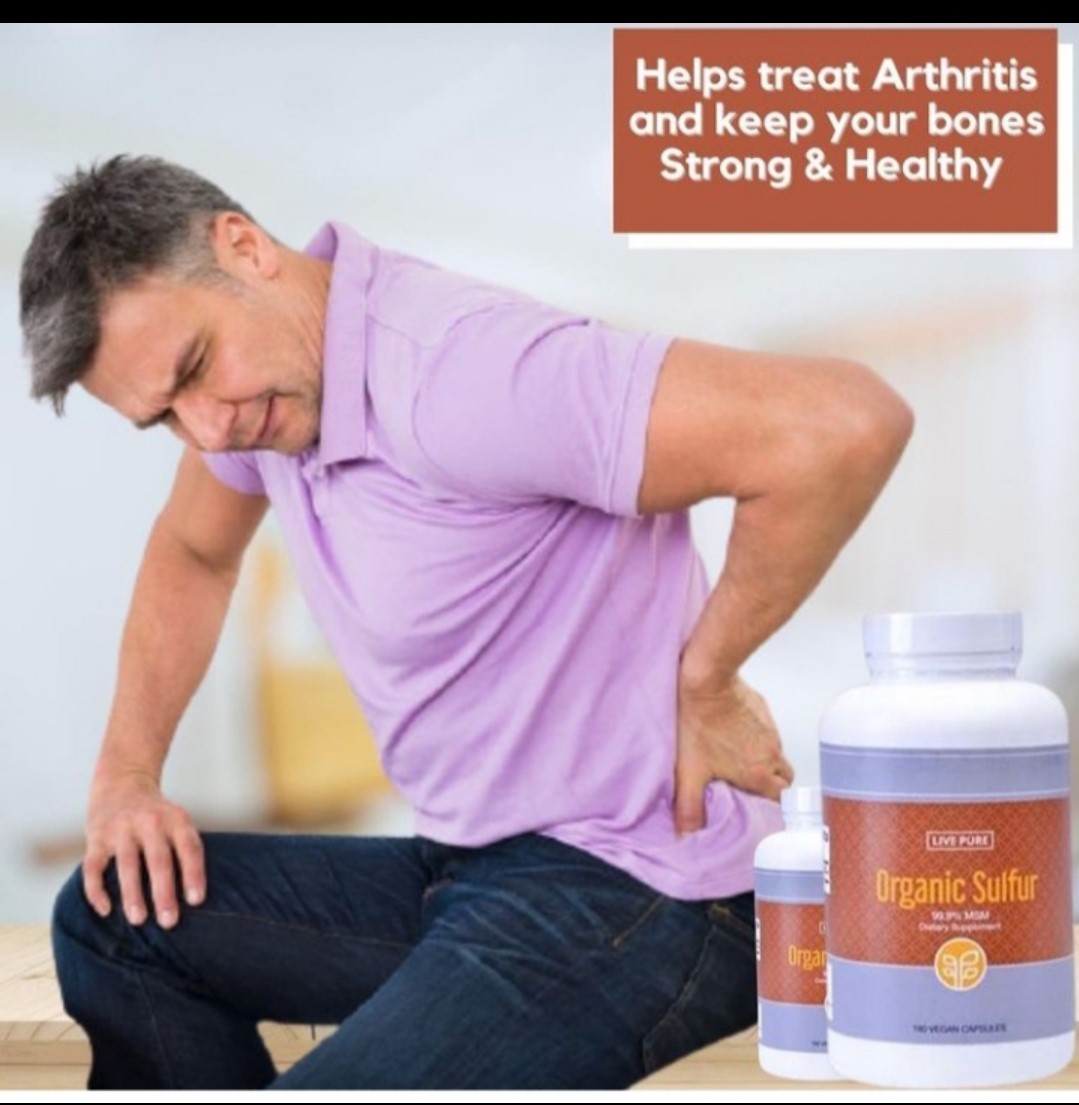 Helps treat Arthritis
and keep your bones
Strong & Healthy
LIVE PURE
Organic Sulfur
99.9% MSM
Dietary Supplement
180 VEGAN CAPSULES
Organ